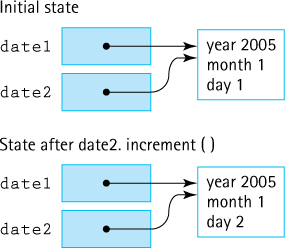 Initial state
date1
date2
year 2005
month 1
day 1
State after date2. increment ( )
date1
date2
year 2005
month 1
day 2